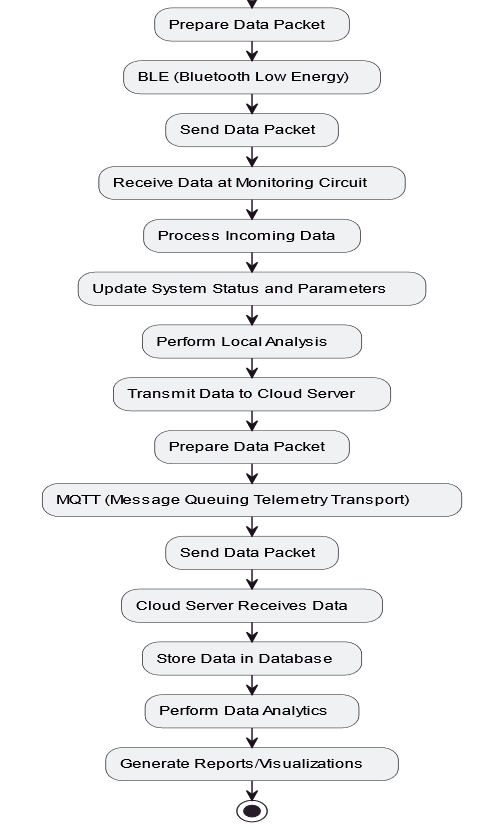 Prepare Data Packet
BLE (Bluetooth Low Energy)
Send Data Packet
Receive Data at Monitoring Circuit
Process Incoming Data
Update System Status and Parameters
Perform Local Analysis
Transmit Data to Cloud Server
Prepare Data Packet
MQTT (Message Queuing Telemetry Transport)
Send Data Packet
Cloud Server Receives Data
Store Data in Database
Perform Data Analytics
Generate Reports/Visualizations